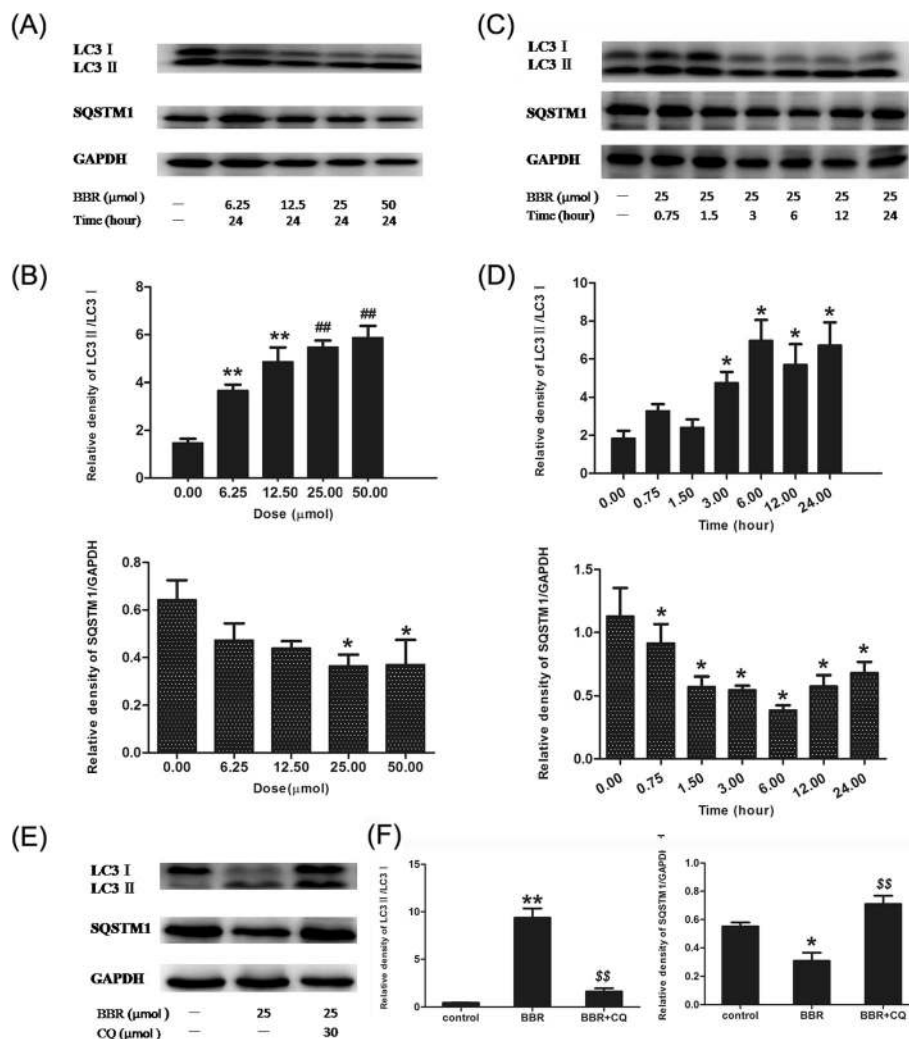 (A)
LC3 Ⅰ
LC3 Ⅱ
SQSTM1
GAPDH
BBR (μmol) — 6.25 12.5 25 50
Time (hour) — 24 24 24 24
(C)
LC3 Ⅰ
LC3 Ⅱ
SQSTM1
GAPDH
BBR (μmol) — 25 25 25 25 25 25
Time (hour) — 0.75 1.5 3 6 12 24
(B)
Relative density of LC3 Ⅱ/LC3 Ⅰ
8
6
4
2
0
** ** ## ##
0.00 6.25 12.50 25.00 50.00
Dose (μmol)
Relative density of SQSTM1/GAPDH
0.8
0.6
0.4
0.2
0.0
* *
0.00 6.25 12.50 25.00 50.00
Dose(μmol)
(D)
Relative density of LC3 Ⅱ/LC3 Ⅰ
10
8
6
4
2
0
* * * *
0.00 0.75 1.50 3.00 6.00 12.00 24.00
Time (hour)
Relative density of SQSTM1/GAPDH
1.5
1.0
0.5
0.0
* * * * * *
0.00 0.75 1.50 3.00 6.00 12.00 24.00
Time (hour)
(E)
LC3 Ⅰ
LC3 Ⅱ
SQSTM1
GAPDH
BBR (μmol) — 25 25
CQ (μmol) — — 30
(F)
Relative density of LC3 Ⅱ/LC3 Ⅰ
15
10
5
0
** $$
control BBR BBR+CQ
Relative density of SQSTM1/GAPDH
1.0
0.8
0.6
0.4
0.2
0.0
* $$
control BBR BBR+CQ